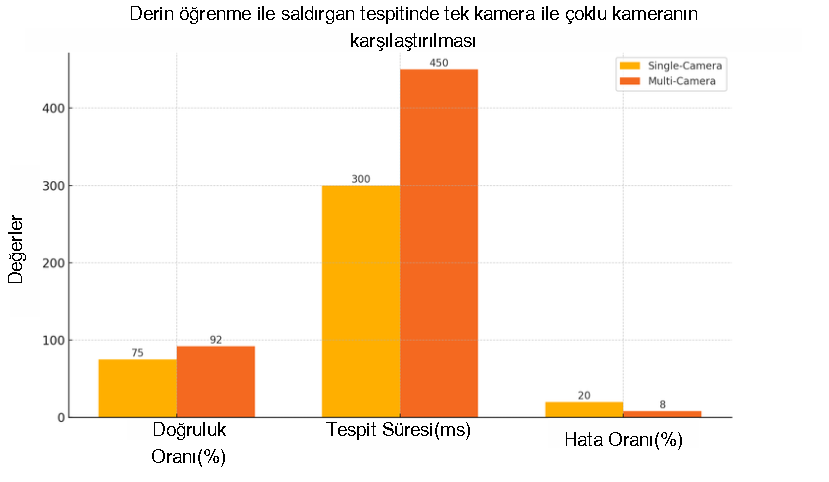 Derin öğrenme ile saldırgan tespitinde tek kamera ile çoklu kameranın
karşılaştırılması
Single-Camera
Multi-Camera
Değerler
400
300
200
100
0
75
92
300
450
20
8
Doğruluk
Oranı(%)
Tespit Süresi(ms)
Hata Oranı(%)